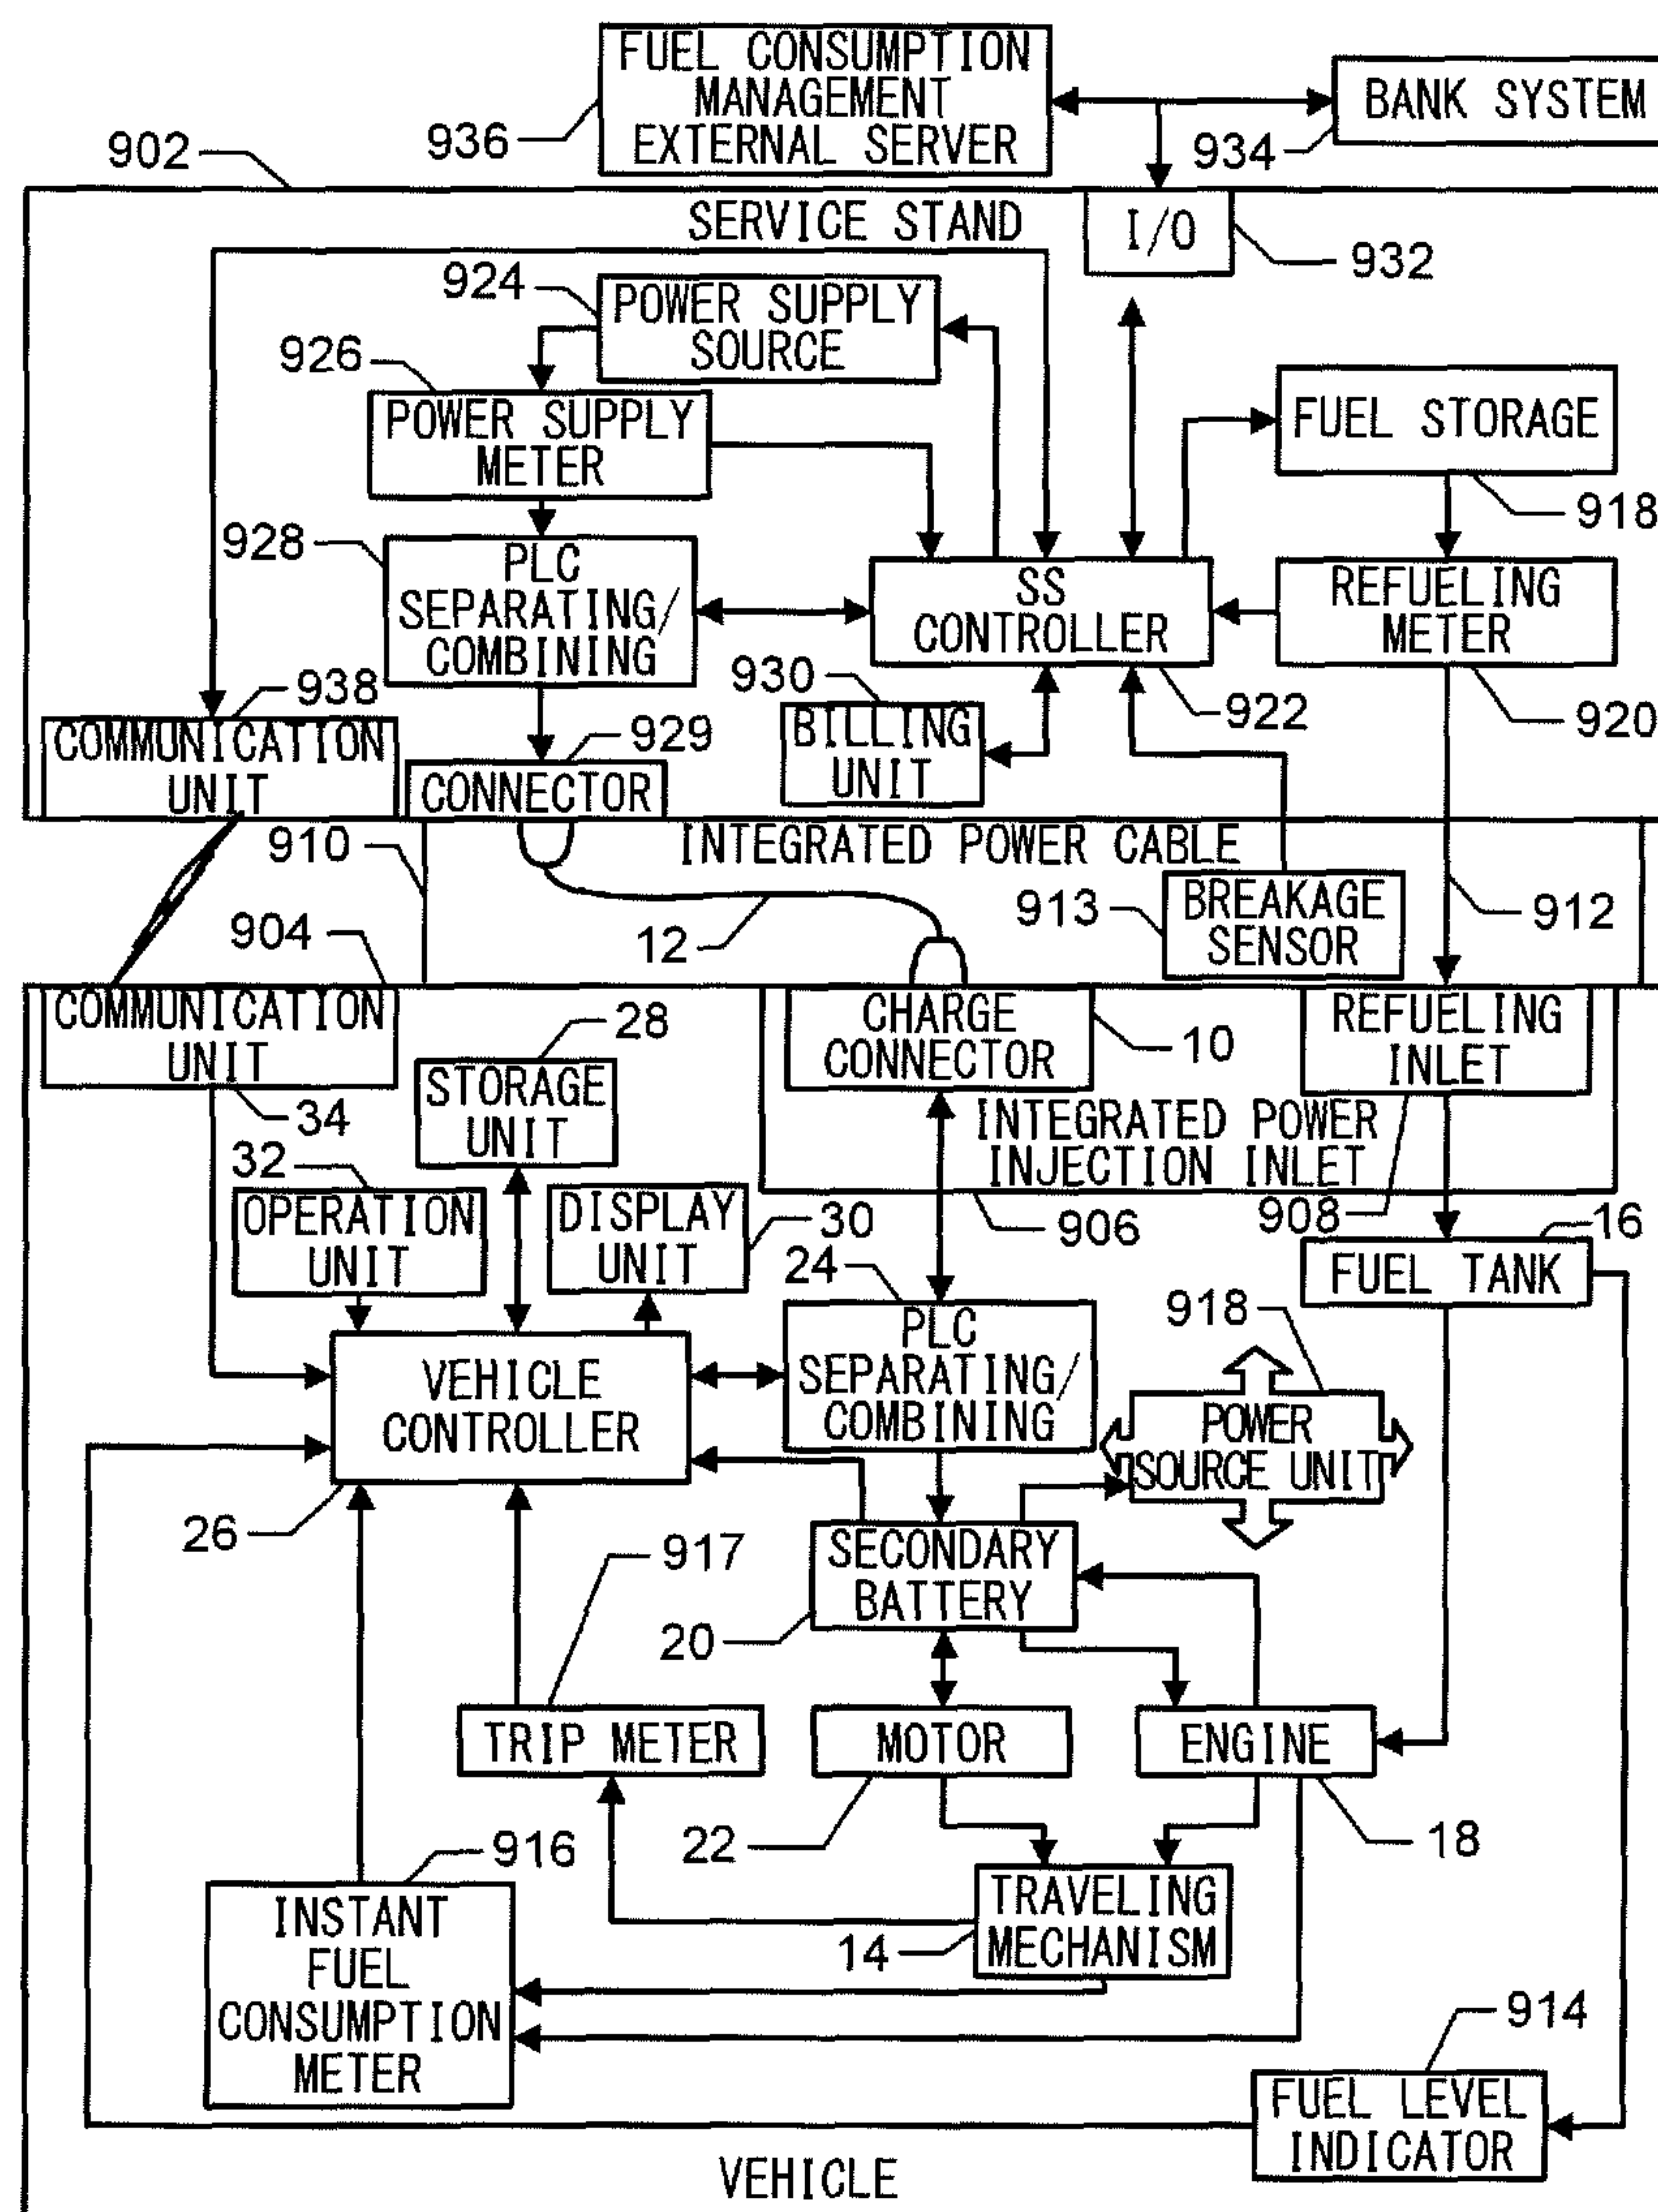 FUEL CONSUMPTION
MANAGEMENT
EXTERNAL SERVER
936
BANK SYSTEM
934
902
SERVICE STAND
I/O
932
924
POWER SUPPLY
SOURCE
926
POWER SUPPLY
METER
FUEL STORAGE
918
928
PLC
SEPARATING/
COMBINING
SS
CONTROLLER
922
REFUELING
METER
920
938
COMMUNICATION
UNIT
929
CONNECTOR
930
BILLING
UNIT
910
INTEGRATED POWER CABLE
12
913
BREAKAGE
SENSOR
912
904
COMMUNICATION
UNIT
34
28
STORAGE
UNIT
CHARGE
CONNECTOR
10
REFUELING
INLET
INTEGRATED POWER
INJECTION INLET
906
908
32
OPERATION
UNIT
DISPLAY
UNIT
30
16
FUEL TANK
24
PLC
SEPARATING/
COMBINING
918
POWER
SOURCE UNIT
VEHICLE
CONTROLLER
26
917
SECONDARY
BATTERY
20
TRIP METER
MOTOR
22
ENGINE
18
916
INSTANT
FUEL
CONSUMPTION
METER
TRAVELING
MECHANISM
14
914
FUEL LEVEL
INDICATOR
VEHICLE